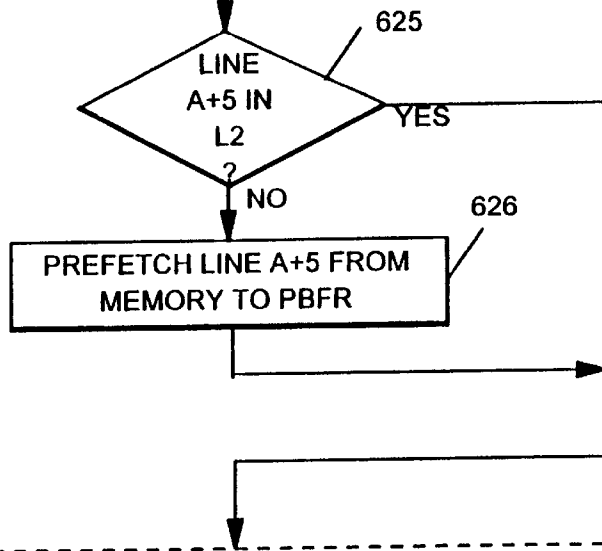 625
LINE
A+5 IN
L2
?
YES
NO
626
PREFETCH LINE A+5 FROM
MEMORY TO PBFR